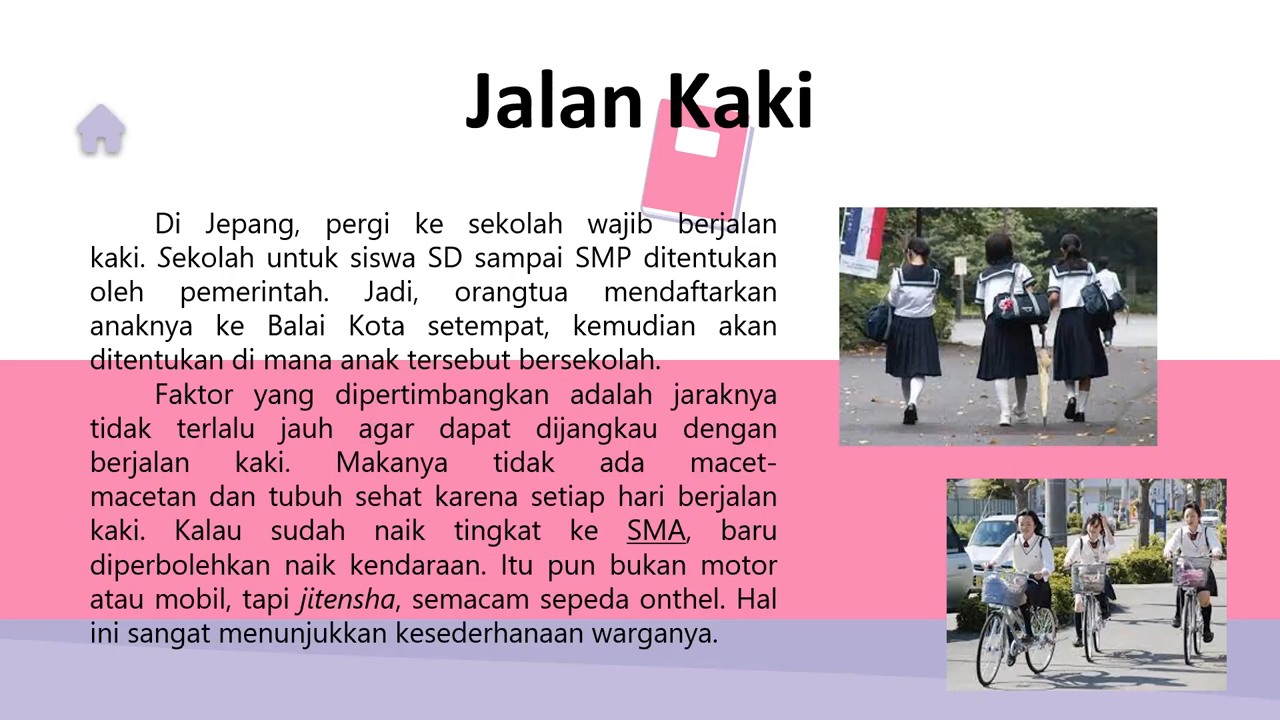 Jalan Kaki
Di Jepang, pergi ke sekolah wajib berjalan
kaki. Sekolah untuk siswa SD sampai SMP ditentukan
oleh pemerintah. Jadi, orangtua mendaftarkan
anaknya ke Balai Kota setempat, kemudian akan
ditentukan di mana anak tersebut bersekolah.
Faktor yang dipertimbangkan adalah jaraknya
tidak terlalu jauh agar dapat dijangkau dengan
berjalan kaki. Makanya tidak ada macet-
macetan dan tubuh sehat karena setiap hari berjalan
kaki. Kalau sudah naik tingkat ke SMA, baru
diperbolehkan naik kendaraan. Itu pun bukan motor
atau mobil, tapi jitensha, semacam sepeda onthel. Hal
ini sangat menunjukkan kesederhanaan warganya.